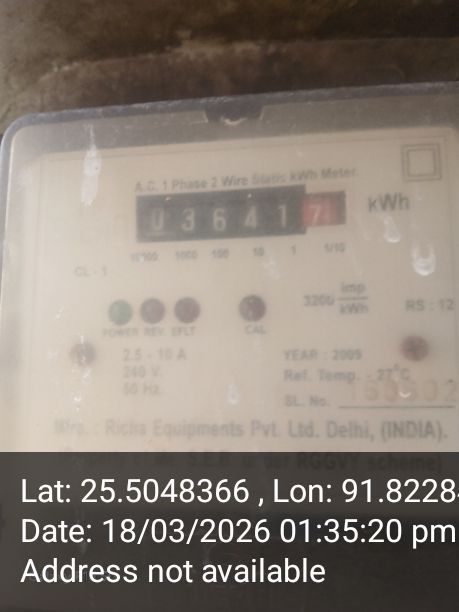 A.C. 1 Phase 2 Wire Static kWh Meter.
0 3 6 4 1 7 kWh
10000 1000 100 10 1 1/10
CL - 1
3200 imp/kWh
RS : 12
POWER REV. EFLT CAL
2.5 - 10 A
240 V.
50 Hz.
YEAR : 2009
Ref. Temp. - 27°C
SL. No.
Mfrs. : Richa Equipments Pvt. Ltd. Delhi, (INDIA).
RGGVY scheme)
Lat: 25.5048366 , Lon: 91.8228
Date: 18/03/2026 01:35:20 pm
Address not available